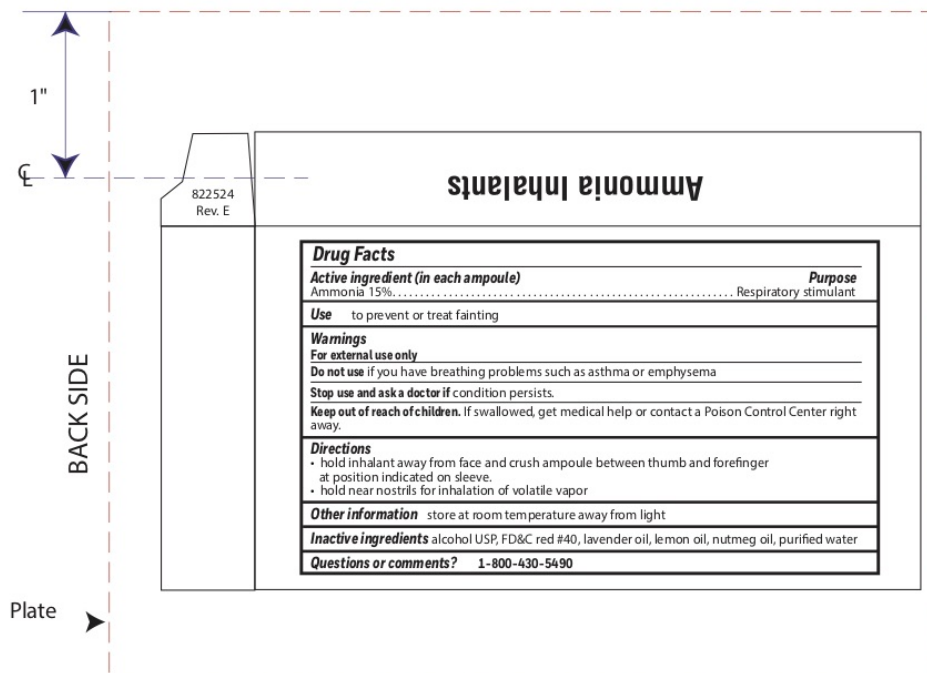 1"
℄
822524
Rev. E
Ammonia Inhalants
Drug Facts
Active ingredient (in each ampoule) Purpose
Ammonia 15%............................................................. Respiratory stimulant
Use to prevent or treat fainting
Warnings
For external use only
Do not use if you have breathing problems such as asthma or emphysema
Stop use and ask a doctor if condition persists.
Keep out of reach of children. If swallowed, get medical help or contact a Poison Control Center right
away.
Directions
• hold inhalant away from face and crush ampoule between thumb and forefinger
at position indicated on sleeve.
• hold near nostrils for inhalation of volatile vapor
Other information store at room temperature away from light
Inactive ingredients alcohol USP, FD&C red #40, lavender oil, lemon oil, nutmeg oil, purified water
Questions or comments? 1-800-430-5490
BACK SIDE
Plate